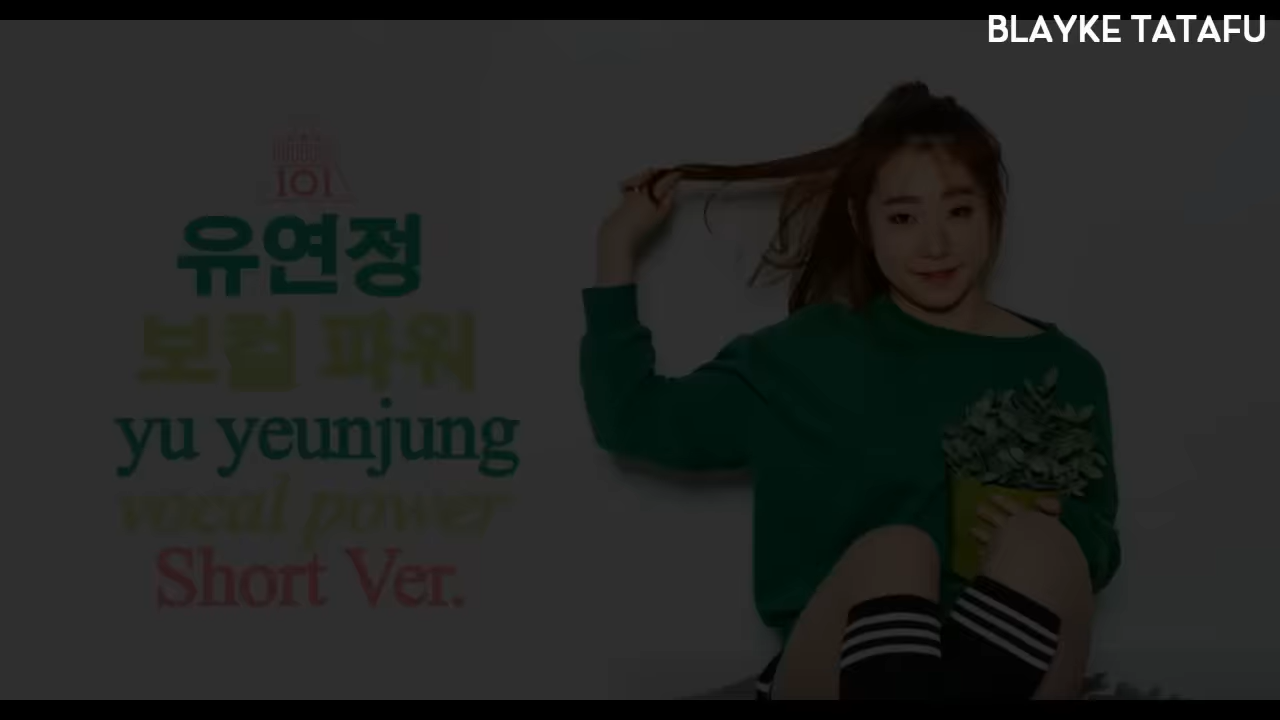 BLAYKE TATAFU
101
유연정
보컬 파워
yu yeunjung
vocal power
Short Ver.